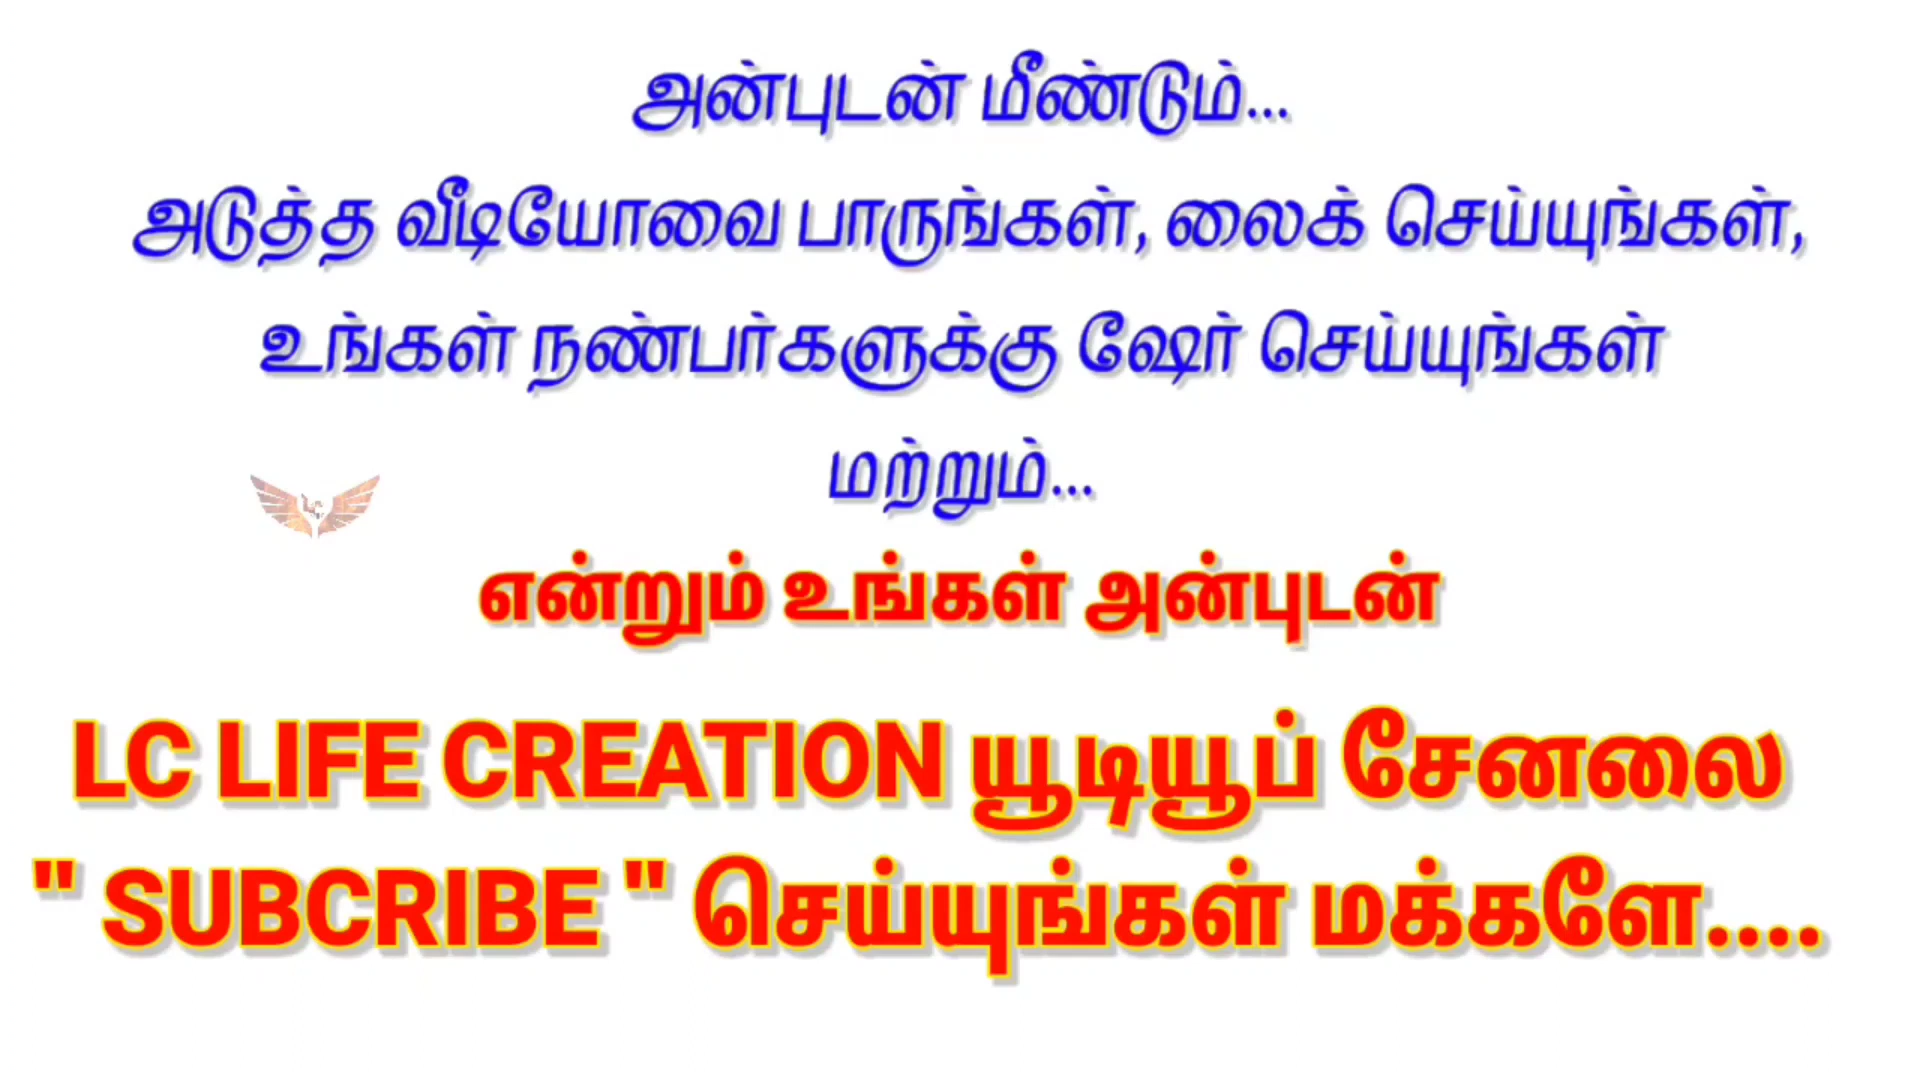 அன்புடன் மீண்டும்...
அடுத்த வீடியோவை பாருங்கள், லைக் செய்யுங்கள்,
உங்கள் நண்பர்களுக்கு ஷேர் செய்யுங்கள்
மற்றும்...
என்றும் உங்கள் அன்புடன்
LC LIFE CREATION யூடியூப் சேனலை
" SUBCRIBE " செய்யுங்கள் மக்களே....